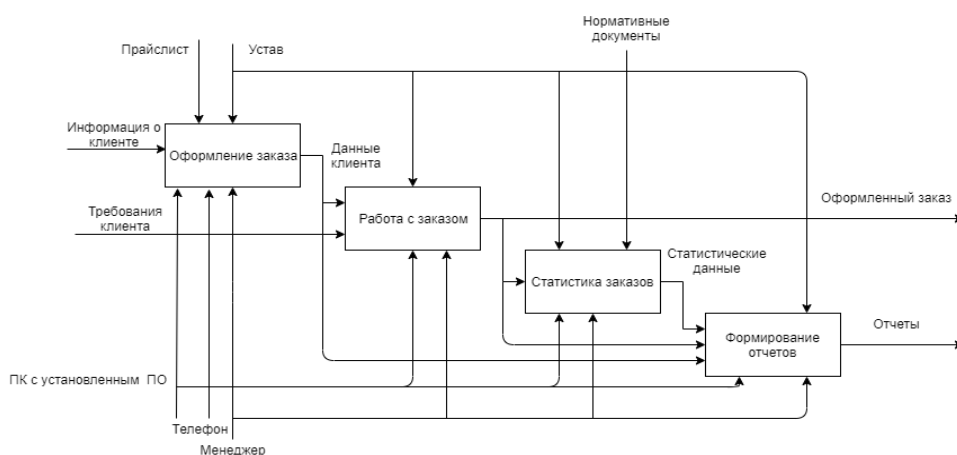 Нормативные
документы
Прайслист
Устав
Информация о
клиенте
Оформление заказа
Данные
клиента
Требования
клиента
Работа с заказом
Оформленный заказ
Статистика заказов
Статистические
данные
Формирование
отчетов
Отчеты
ПК с установленным ПО
Телефон
Менеджер